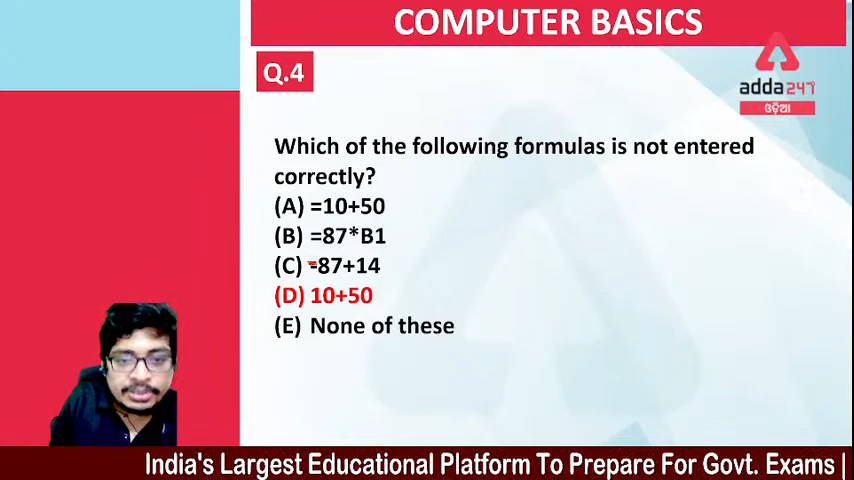 COMPUTER BASICS
Q.4
adda247
ଓଡ଼ିଆ
Which of the following formulas is not entered
correctly?
(A) =10+50
(B) =87*B1
(C) =87+14
(D) 10+50
(E) None of these
India's Largest Educational Platform To Prepare For Govt. Exams |